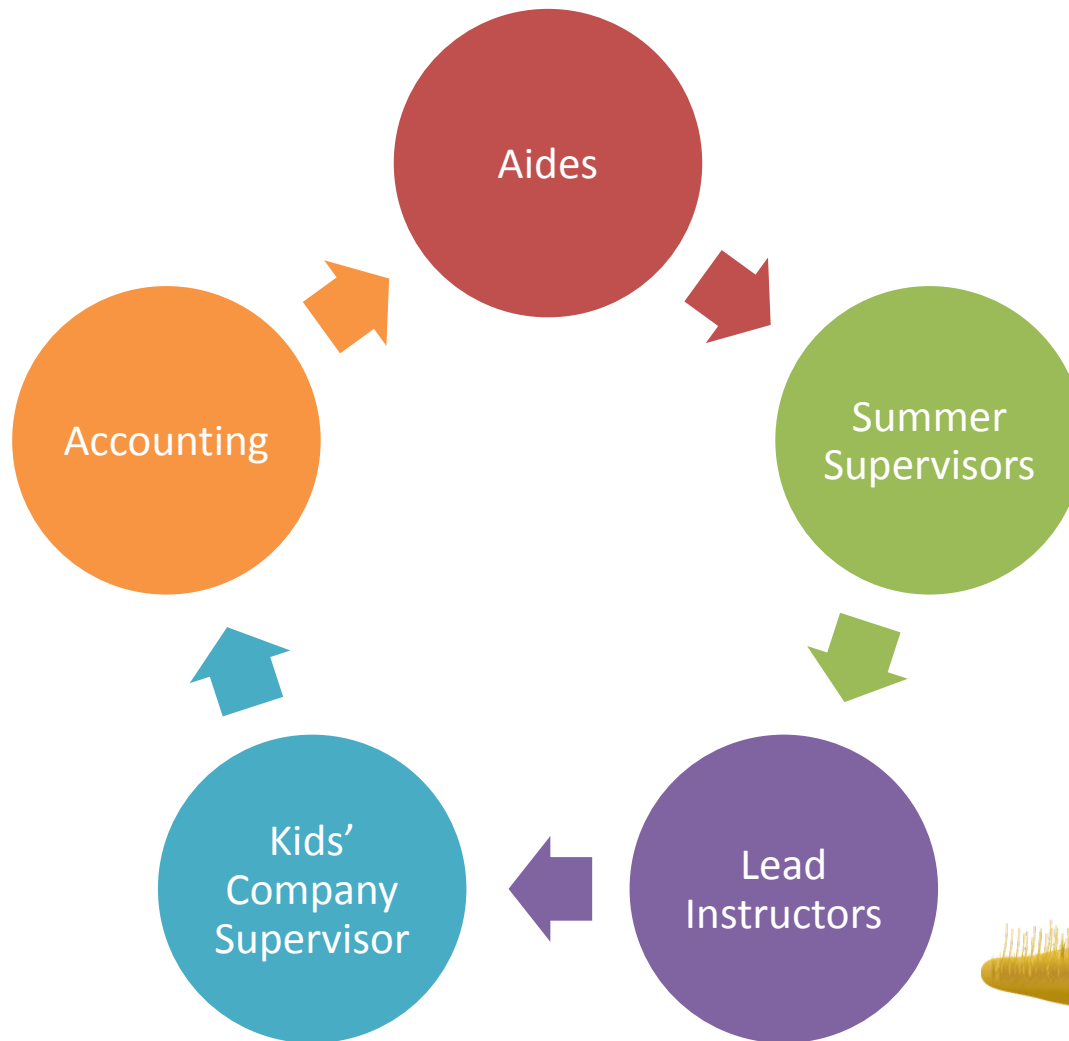 Aides
Summer
Supervisors
Lead
Instructors
Kids’
Company
Supervisor
Accounting